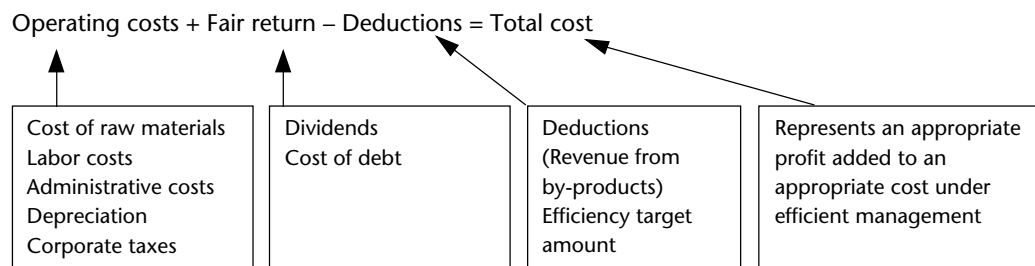 Operating costs + Fair return – Deductions = Total cost
Cost of raw materials
Labor costs
Administrative costs
Depreciation
Corporate taxes
Dividends
Cost of debt
Deductions
(Revenue from
by-products)
Efficiency target
amount
Represents an appropriate
profit added to an
appropriate cost under
efficient management